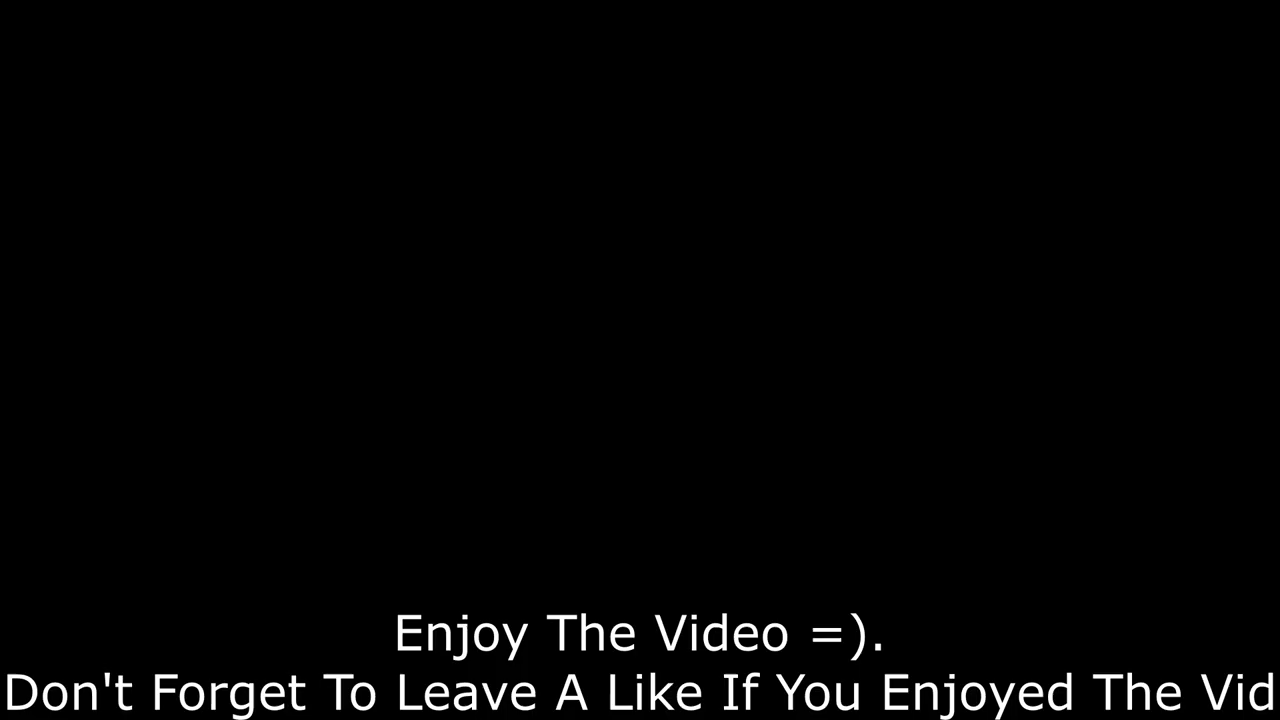 Enjoy The Video =).
Don't Forget To Leave A Like If You Enjoyed The Vid